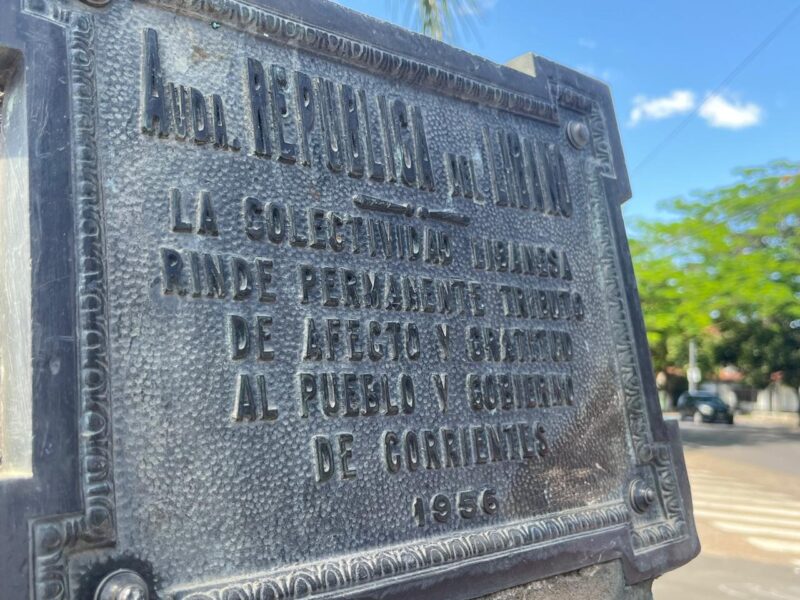 AVDA. REPUBLICA DEL LIBANO
LA COLECTIVIDAD LIBANESA
RINDE PERMANENTE TRIBUTO
DE AFECTO Y GRATITUD
AL PUEBLO Y GOBIERNO
DE CORRIENTES
1956